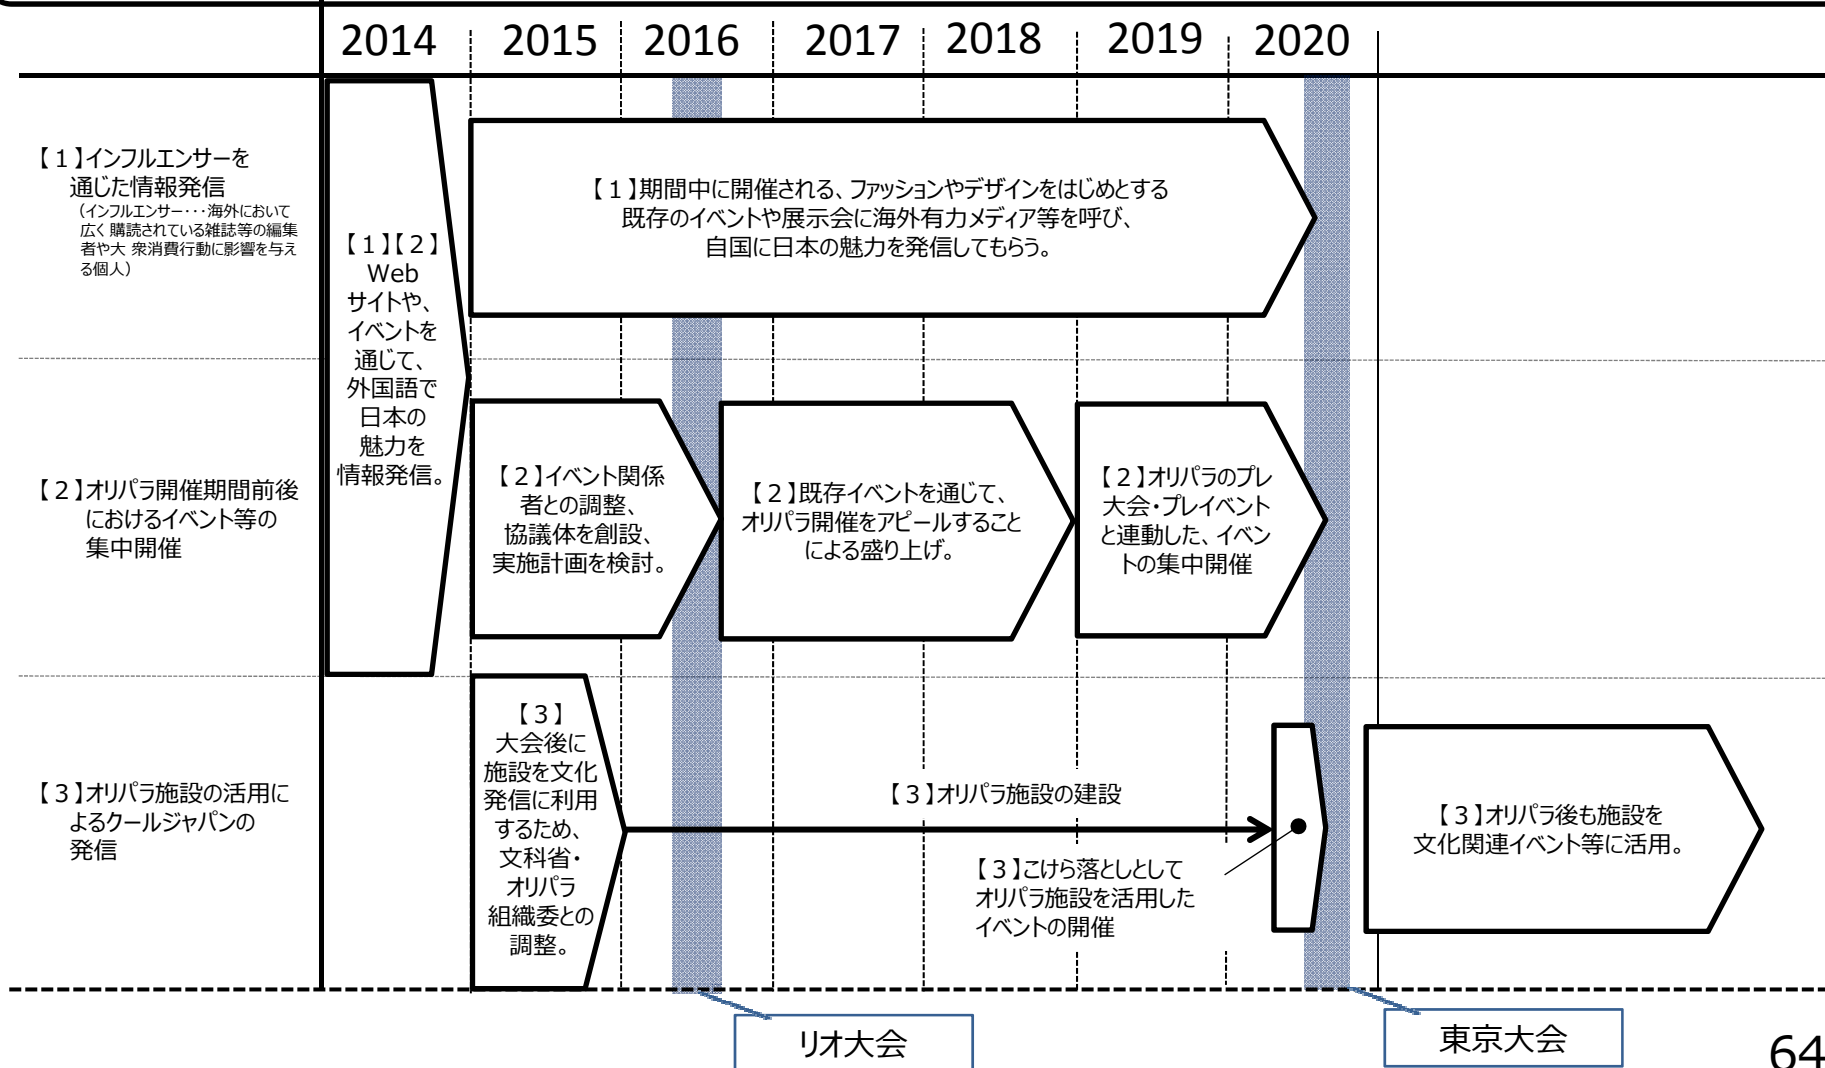 2014 2015 2016 2017 2018 2019 2020
【１】インフルエンサーを
通じた情報発信
（インフルエンサー・・・海外において
広く 購読されている雑誌等の編集
者や大 衆消費行動に影響を与え
る個人）
【１】【２】
Web
サイトや、
イベントを
通じて、
外国語で
日本の
魅力を
情報発信。
【１】期間中に開催される、ファッションやデザインをはじめとする
既存のイベントや展示会に海外有力メディア等を呼び、
自国に日本の魅力を発信してもらう。
【２】オリパラ開催期間前後
におけるイベント等の
集中開催
【２】イベント関係
者との調整、
協議体を創設、
実施計画を検討。
【２】既存イベントを通じて、
オリパラ開催をアピールすること
による盛り上げ。
【２】オリパラのプレ
大会・プレイベント
と連動した、イベン
トの集中開催
【３】オリパラ施設の活用に
よるクールジャパンの
発信
【３】
大会後に
施設を文化
発信に利用
するため、
文科省・
オリパラ
組織委との
調整。
【３】オリパラ施設の建設
【３】こけら落としとして
オリパラ施設を活用した
イベントの開催
【３】オリパラ後も施設を
文化関連イベント等に活用。
リオ大会
東京大会
64